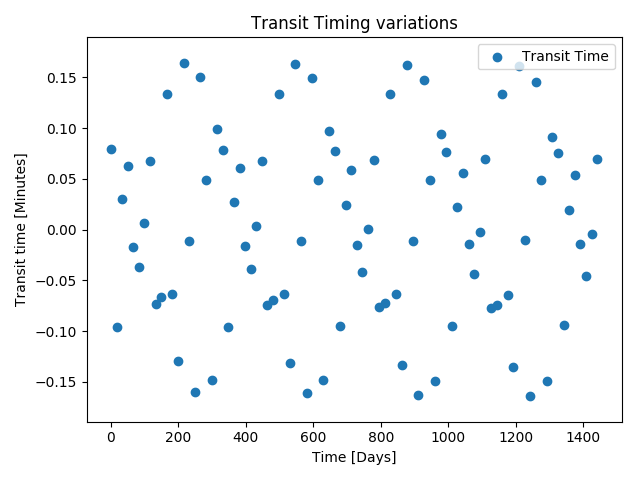 Transit Timing variations
Transit Time
0.15
0.10
0.05
0.00
−0.05
−0.10
−0.15
Transit time [Minutes]
0 200 400 600 800 1000 1200 1400
Time [Days]